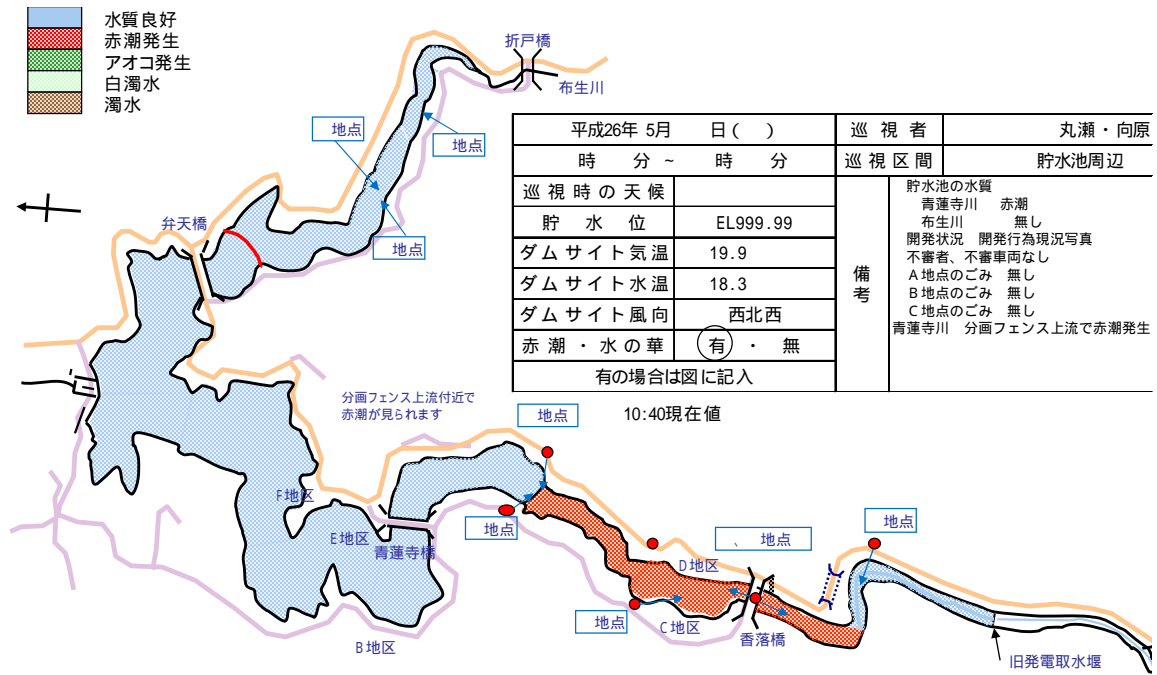 水質良好
赤潮発生
アオコ発生
白濁水
濁水
折戸橋
布生川
地点
地点
地点
弁天橋
平成26年 5月 日( )
巡視者
丸瀬・向原
時 分 ~ 時 分
巡視区間
貯水池周辺
巡視時の天候
貯水位
EL999.99
ダムサイト気温
19.9
ダムサイト水温
18.3
ダムサイト風向
西北西
赤潮・水の華
有 ・ 無
有の場合は図に記入
備考
貯水池の水質
青蓮寺川 赤潮
布生川 無し
開発状況 開発行為現況写真
不審者、不審車両なし
A地点のごみ 無し
B地点のごみ 無し
C地点のごみ 無し
青蓮寺川 分画フェンス上流で赤潮発生
10:40現在値
分画フェンス上流付近で
赤潮が見られます
地点
F地区
E地区
青蓮寺橋
地点
、 地点
地点
D地区
地点
C地区
香落橋
B地区
旧発電取水堰